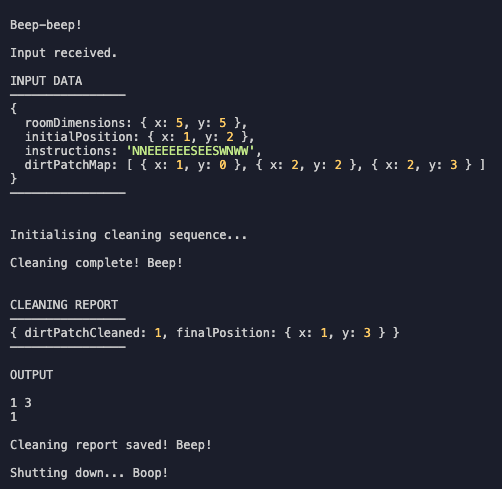 Beep-beep!
Input received.
INPUT DATA
{
  roomDimensions: { x: 5, y: 5 },
  initialPosition: { x: 1, y: 2 },
  instructions: 'NNEEEEEESEESWNWW',
  dirtPatchMap: [ { x: 1, y: 0 }, { x: 2, y: 2 }, { x: 2, y: 3 } ]
}
Initialising cleaning sequence...
Cleaning complete! Beep!
CLEANING REPORT
{ dirtPatchCleaned: 1, finalPosition: { x: 1, y: 3 } }
OUTPUT
1 3
1
Cleaning report saved! Beep!
Shutting down... Boop!